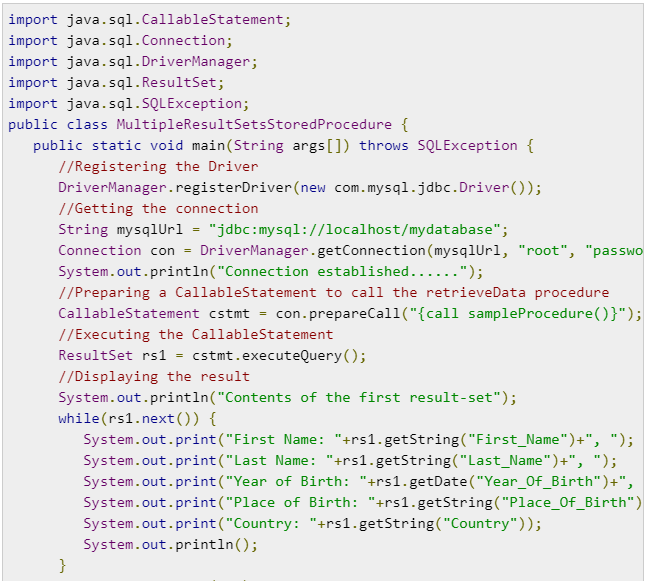 import java.sql.CallableStatement;
import java.sql.Connection;
import java.sql.DriverManager;
import java.sql.ResultSet;
import java.sql.SQLException;
public class MultipleResultSetsStoredProcedure {
   public static void main(String args[]) throws SQLException {
      //Registering the Driver
      DriverManager.registerDriver(new com.mysql.jdbc.Driver());
      //Getting the connection
      String mysqlUrl = "jdbc:mysql://localhost/mydatabase";
      Connection con = DriverManager.getConnection(mysqlUrl, "root", "passwo
      System.out.println("Connection established......");
      //Preparing a CallableStatement to call the retrieveData procedure
      CallableStatement cstmt = con.prepareCall("{call sampleProcedure()}");
      //Executing the CallableStatement
      ResultSet rs1 = cstmt.executeQuery();
      //Displaying the result
      System.out.println("Contents of the first result-set");
      while(rs1.next()) {
         System.out.print("First Name: "+rs1.getString("First_Name")+", ");
         System.out.print("Last Name: "+rs1.getString("Last_Name")+", ");
         System.out.print("Year of Birth: "+rs1.getDate("Year_Of_Birth")+",
         System.out.print("Place of Birth: "+rs1.getString("Place_Of_Birth")
         System.out.print("Country: "+rs1.getString("Country"));
         System.out.println();
      }